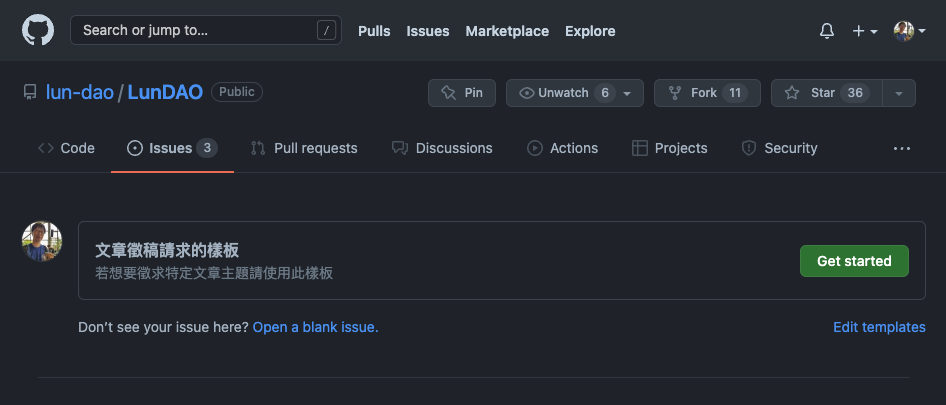 Search or jump to... /
Pulls Issues Marketplace Explore
lun-dao / LunDAO Public
Pin Unwatch 6 Fork 11 Star 36
Code Issues 3 Pull requests Discussions Actions Projects Security ...
文章徵稿請求的樣板
若想要徵求特定文章主題請使用此樣板
Get started
Don't see your issue here? Open a blank issue.
Edit templates